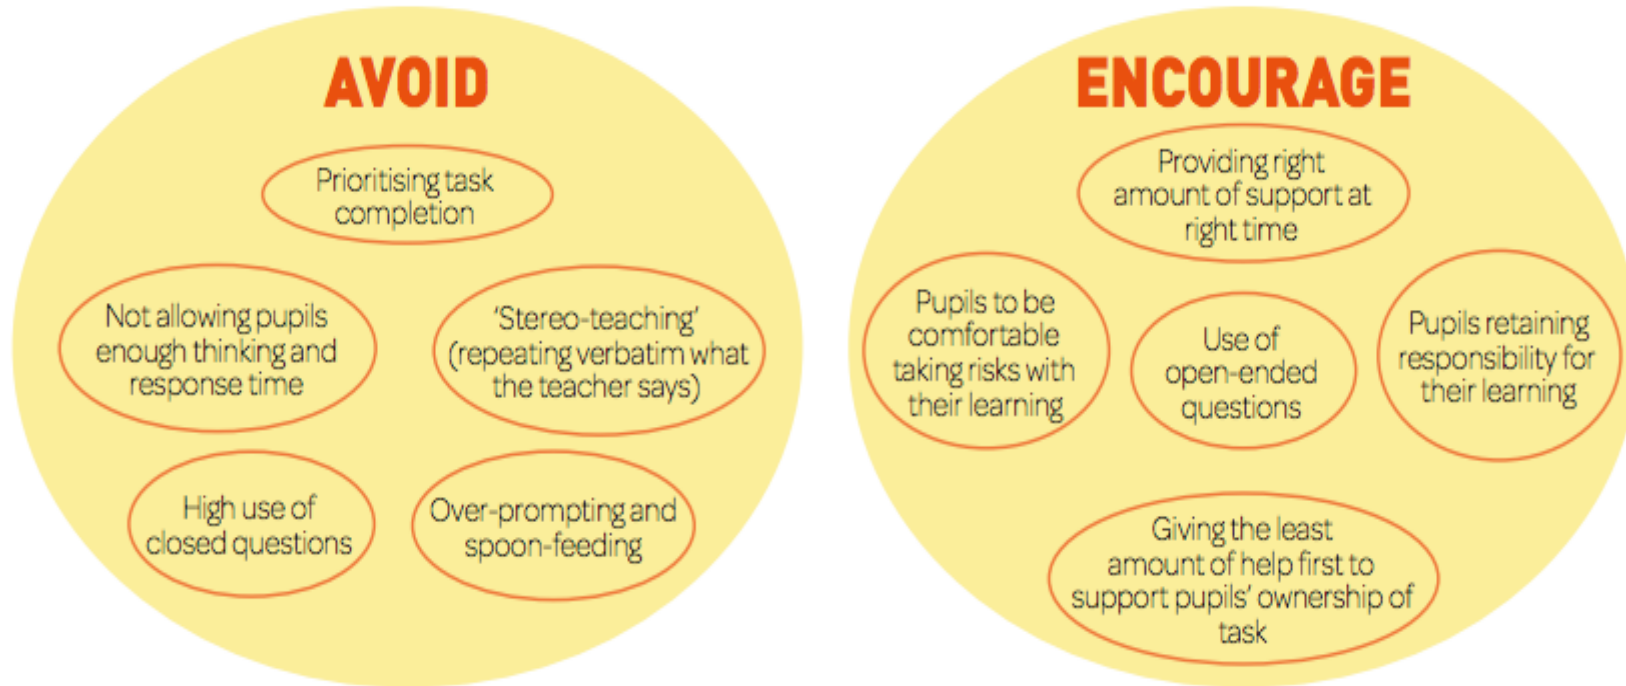 AVOID
Prioritising task
completion
Not allowing pupils
enough thinking and
response time
‘Stereo-teaching’
(repeating verbatim what
the teacher says)
High use of
closed questions
Over-prompting and
spoon-feeding
ENCOURAGE
Providing right
amount of support at
right time
Pupils to be
comfortable
taking risks with
their learning
Use of
open-ended
questions
Pupils retaining
responsibility for
their learning
Giving the least
amount of help first to
support pupils’ ownership of
task